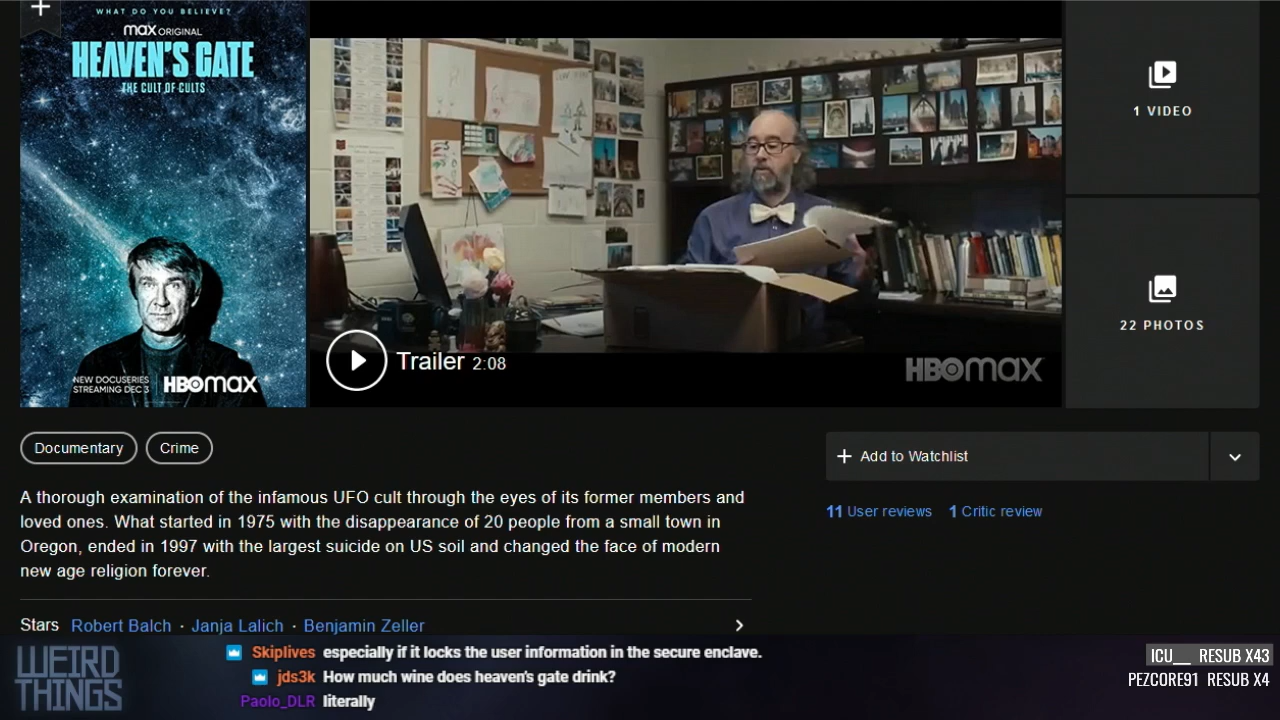 WHAT DO YOU BELIEVE?
max ORIGINAL
HEAVEN'S GATE
THE CULT OF CULTS
NEW DOCUSERIES
STREAMING DEC 3
HBOmax
Trailer 2:08
HBOmax
1 VIDEO
22 PHOTOS
Documentary
Crime
+ Add to Watchlist
11 User reviews 1 Critic review
A thorough examination of the infamous UFO cult through the eyes of its former members and
loved ones. What started in 1975 with the disappearance of 20 people from a small town in
Oregon, ended in 1997 with the largest suicide on US soil and changed the face of modern
new age religion forever.
Stars Robert Balch · Janja Lalich · Benjamin Zeller
WEIRD
THINGS
Skiplives especially if it locks the user information in the secure enclave.
jds3k How much wine does heaven's gate drink?
Paolo_DLR literally
ICU__ RESUB X43
PEZCORE91 RESUB X4